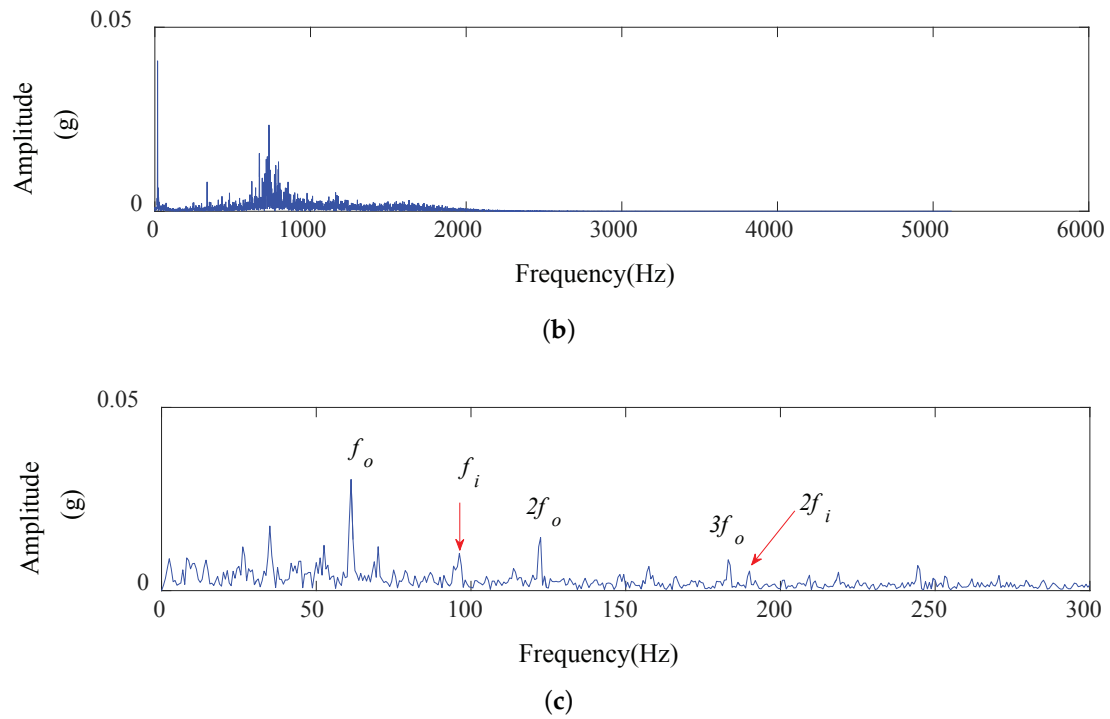 0.05
Amplitude
(g)
0
0 1000 2000 3000 4000 5000 6000
Frequency(Hz)
(b)
0.05
f_o
f_i
2f_o
3f_o
2f_i
Amplitude
(g)
0
0 50 100 150 200 250 300
Frequency(Hz)
(c)